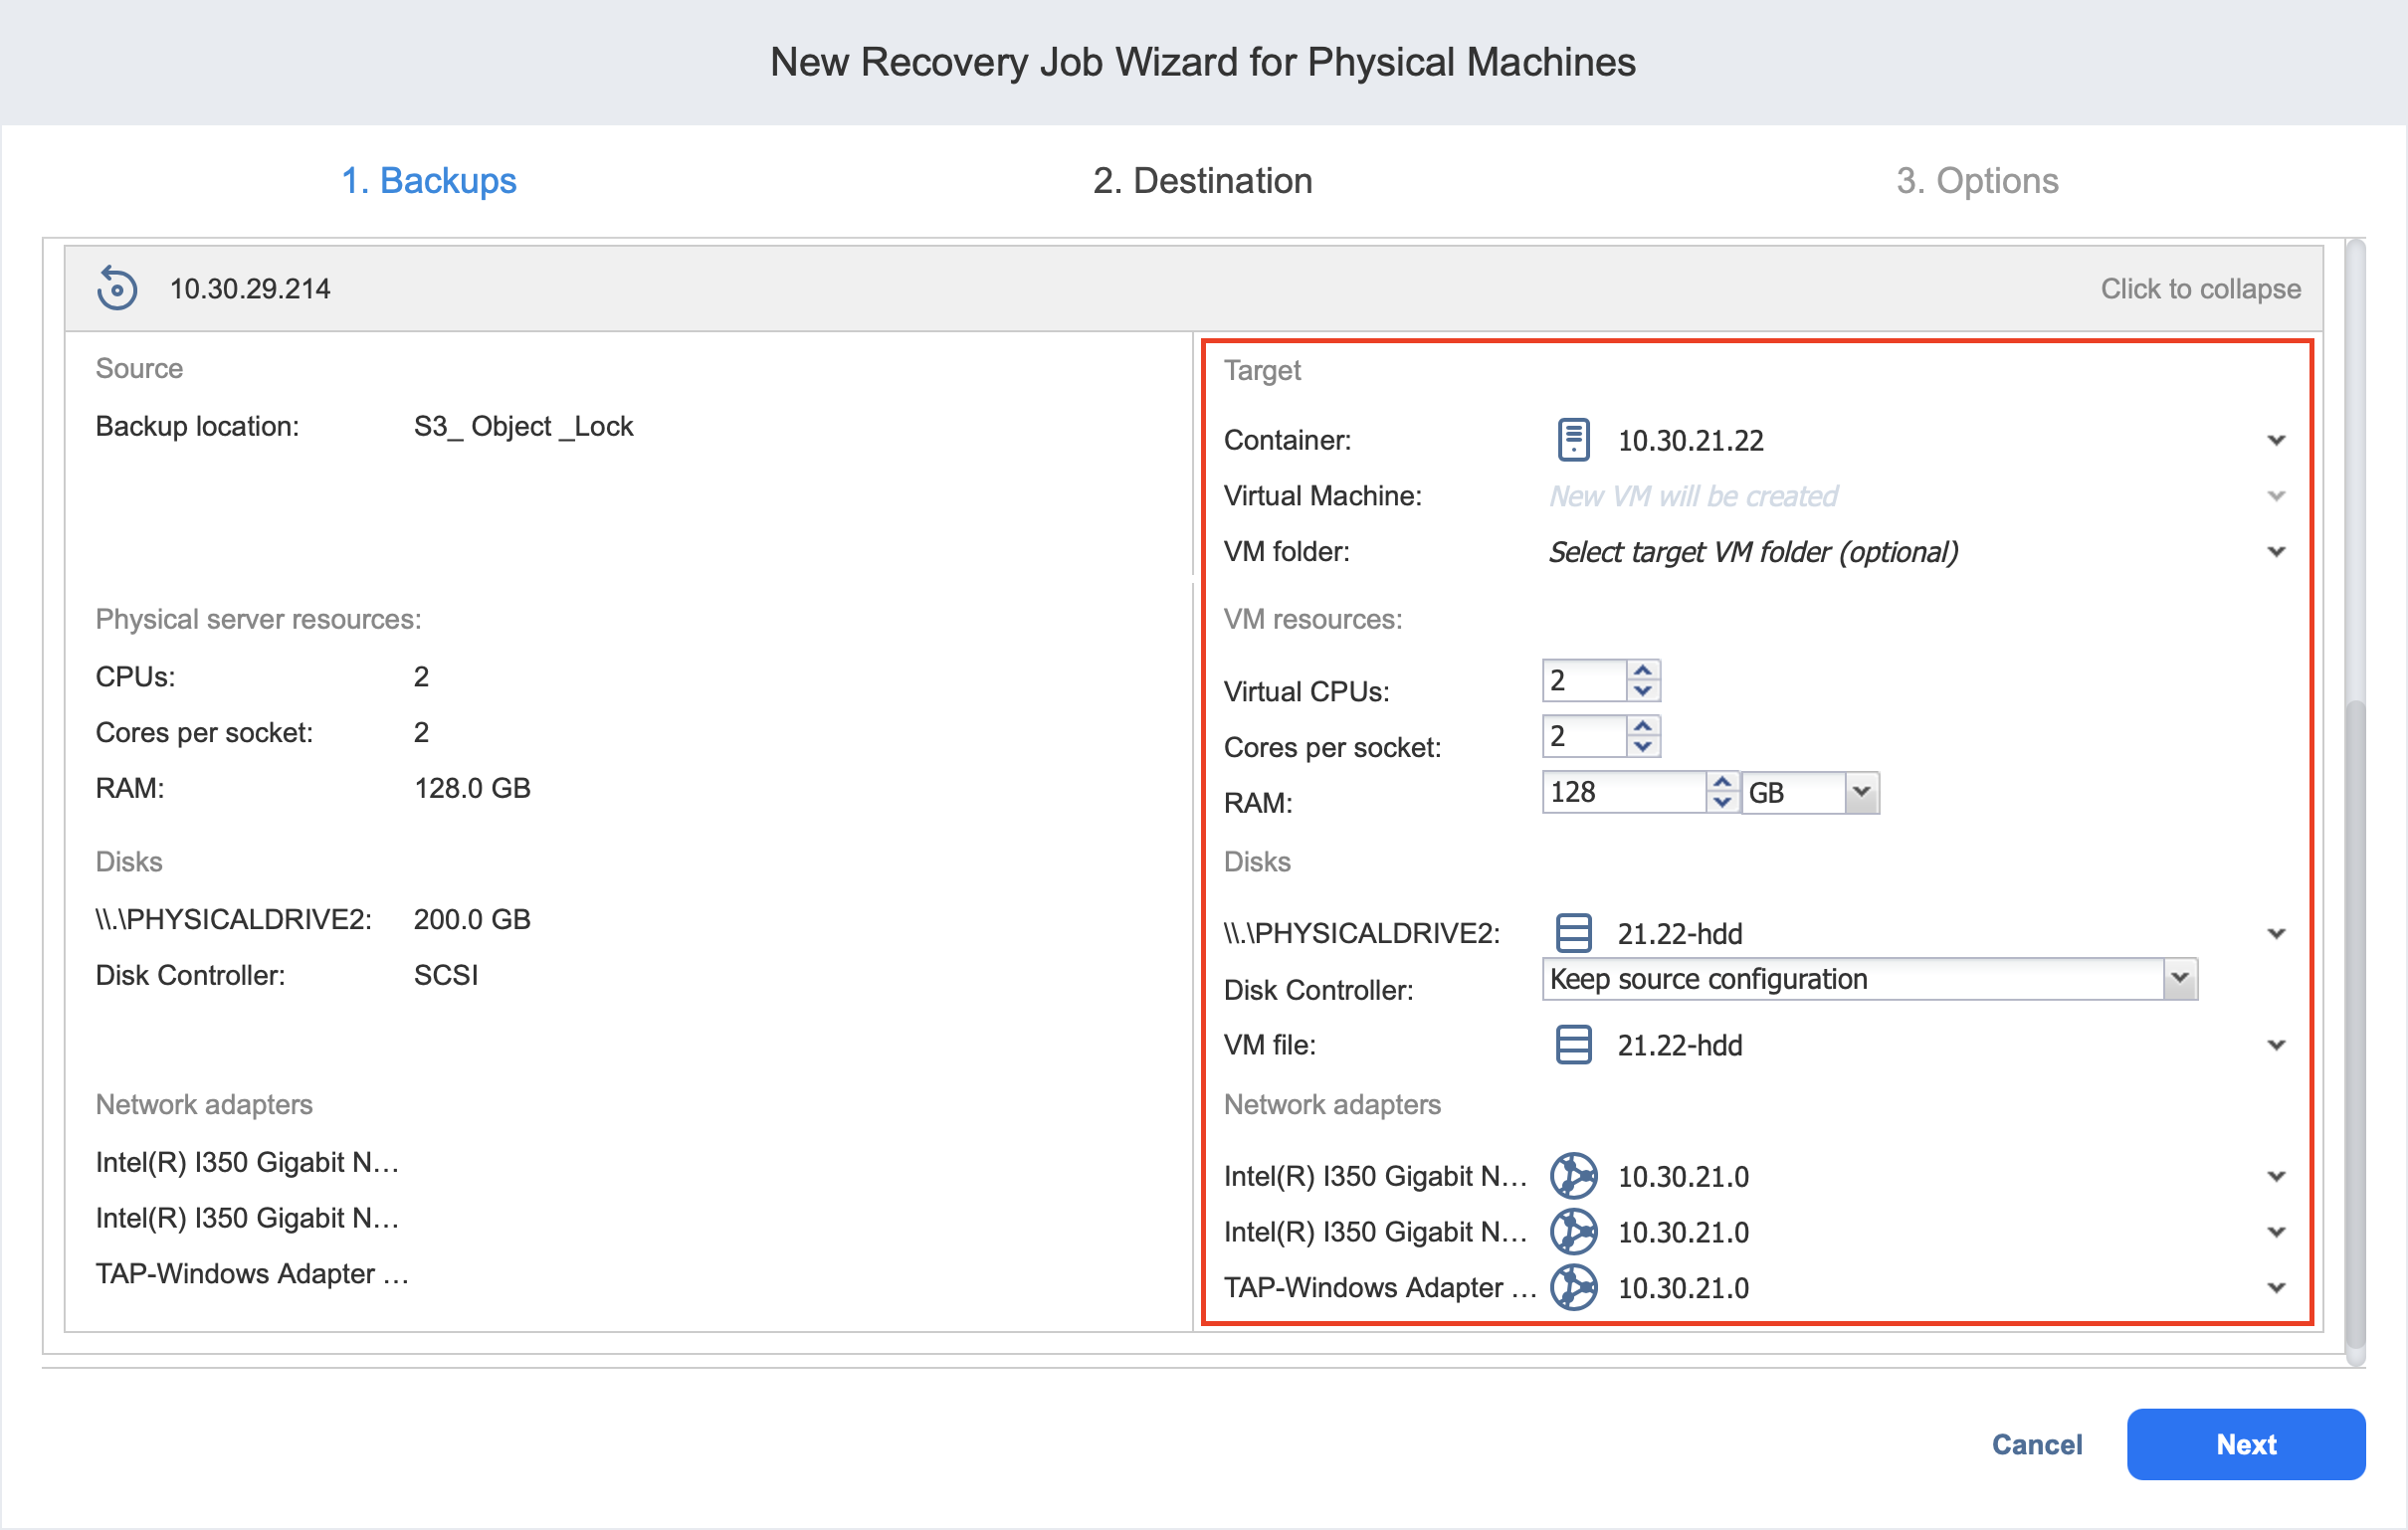 New Recovery Job Wizard for Physical Machines
1. Backups
2. Destination
3. Options
10.30.29.214
Click to collapse
Source
Backup location: S3_ Object _Lock
Physical server resources:
CPUs: 2
Cores per socket: 2
RAM: 128.0 GB
Disks
\\.\PHYSICALDRIVE2: 200.0 GB
Disk Controller: SCSI
Network adapters
Intel(R) I350 Gigabit N...
Intel(R) I350 Gigabit N...
TAP-Windows Adapter ...
Target
Container: 10.30.21.22
Virtual Machine: New VM will be created
VM folder: Select target VM folder (optional)
VM resources:
Virtual CPUs: 2
Cores per socket: 2
RAM: 128 GB
Disks
\\.\PHYSICALDRIVE2: 21.22-hdd
Disk Controller: Keep source configuration
VM file: 21.22-hdd
Network adapters
Intel(R) I350 Gigabit N... 10.30.21.0
Intel(R) I350 Gigabit N... 10.30.21.0
TAP-Windows Adapter ... 10.30.21.0
Cancel
Next